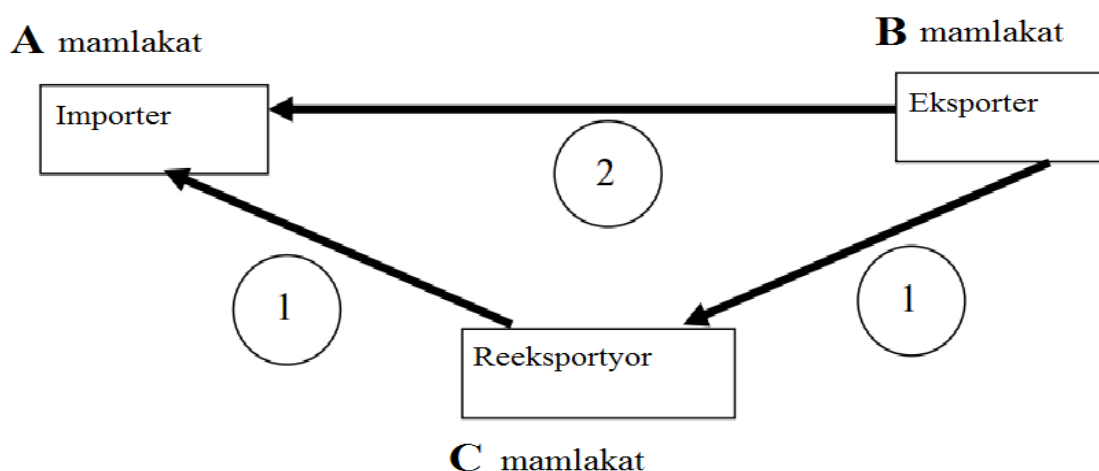 A mamlakat
B mamlakat
Importer
Eksporter
2
1
1
Reeksportyor
C mamlakat